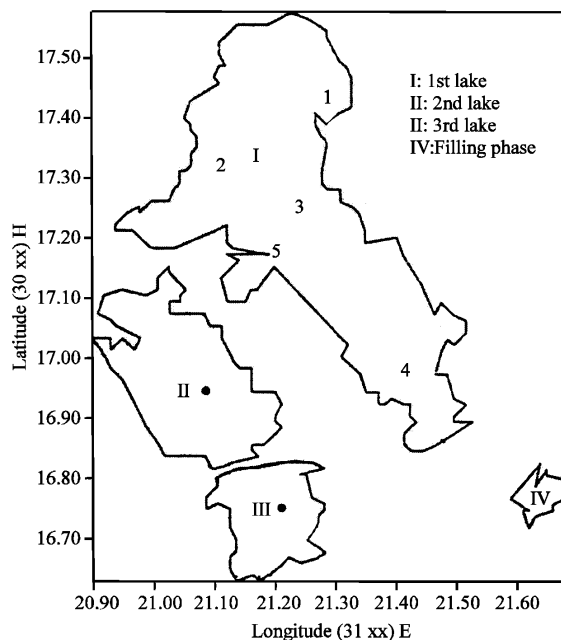 17.50
17.40
17.30
17.20
17.10
17.00
16.90
16.80
16.70
Latitude (30 xx) H
I: 1st lake
II: 2nd lake
II: 3rd lake
IV:Filling phase
1
2
I
3
5
4
II
III
IV
20.90 21.00 21.10 21.20 21.30 21.40 21.50 21.60
Longitude (31 xx) E